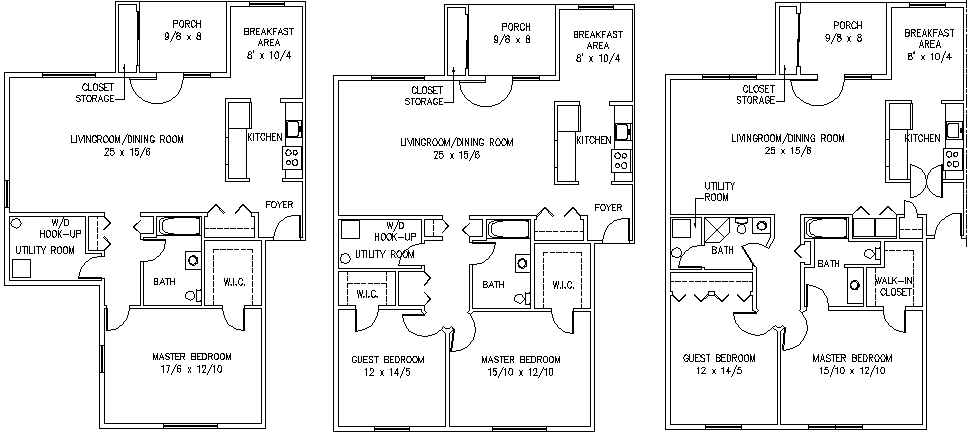 PORCH
9/8 x 8
BREAKFAST
AREA
8' x 10/4
CLOSET
STORAGE
LIVINGROOM/DINING ROOM
25 x 15/6
KITCHEN
FOYER
W/D
HOOK-UP
UTILITY ROOM
BATH
W.I.C.
MASTER BEDROOM
17/6 x 12/10
PORCH
9/8 x 8
BREAKFAST
AREA
8' x 10/4
CLOSET
STORAGE
LIVINGROOM/DINING ROOM
25 x 15/6
KITCHEN
FOYER
W/D
HOOK-UP
UTILITY ROOM
BATH
W.I.C.
W.I.C.
GUEST BEDROOM
12 x 14/5
MASTER BEDROOM
15/10 x 12/10
PORCH
9/8 x 8
BREAKFAST
AREA
8' x 10/4
CLOSET
STORAGE
LIVINGROOM/DINING ROOM
25 x 15/6
KITCHEN
UTILITY
ROOM
BATH
BATH
WALK-IN
CLOSET
GUEST BEDROOM
12 x 14/5
MASTER BEDROOM
15/10 x 12/10